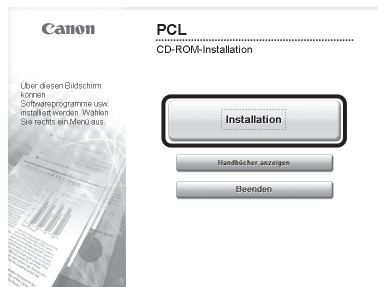 Canon
PCL
CD-ROM-Installation
Über diesen Bildschirm
können
Softwareprogramme usw.
installiert werden. Wählen
Sie rechts ein Menü aus.
Installation
Handbücher anzeigen
Beenden